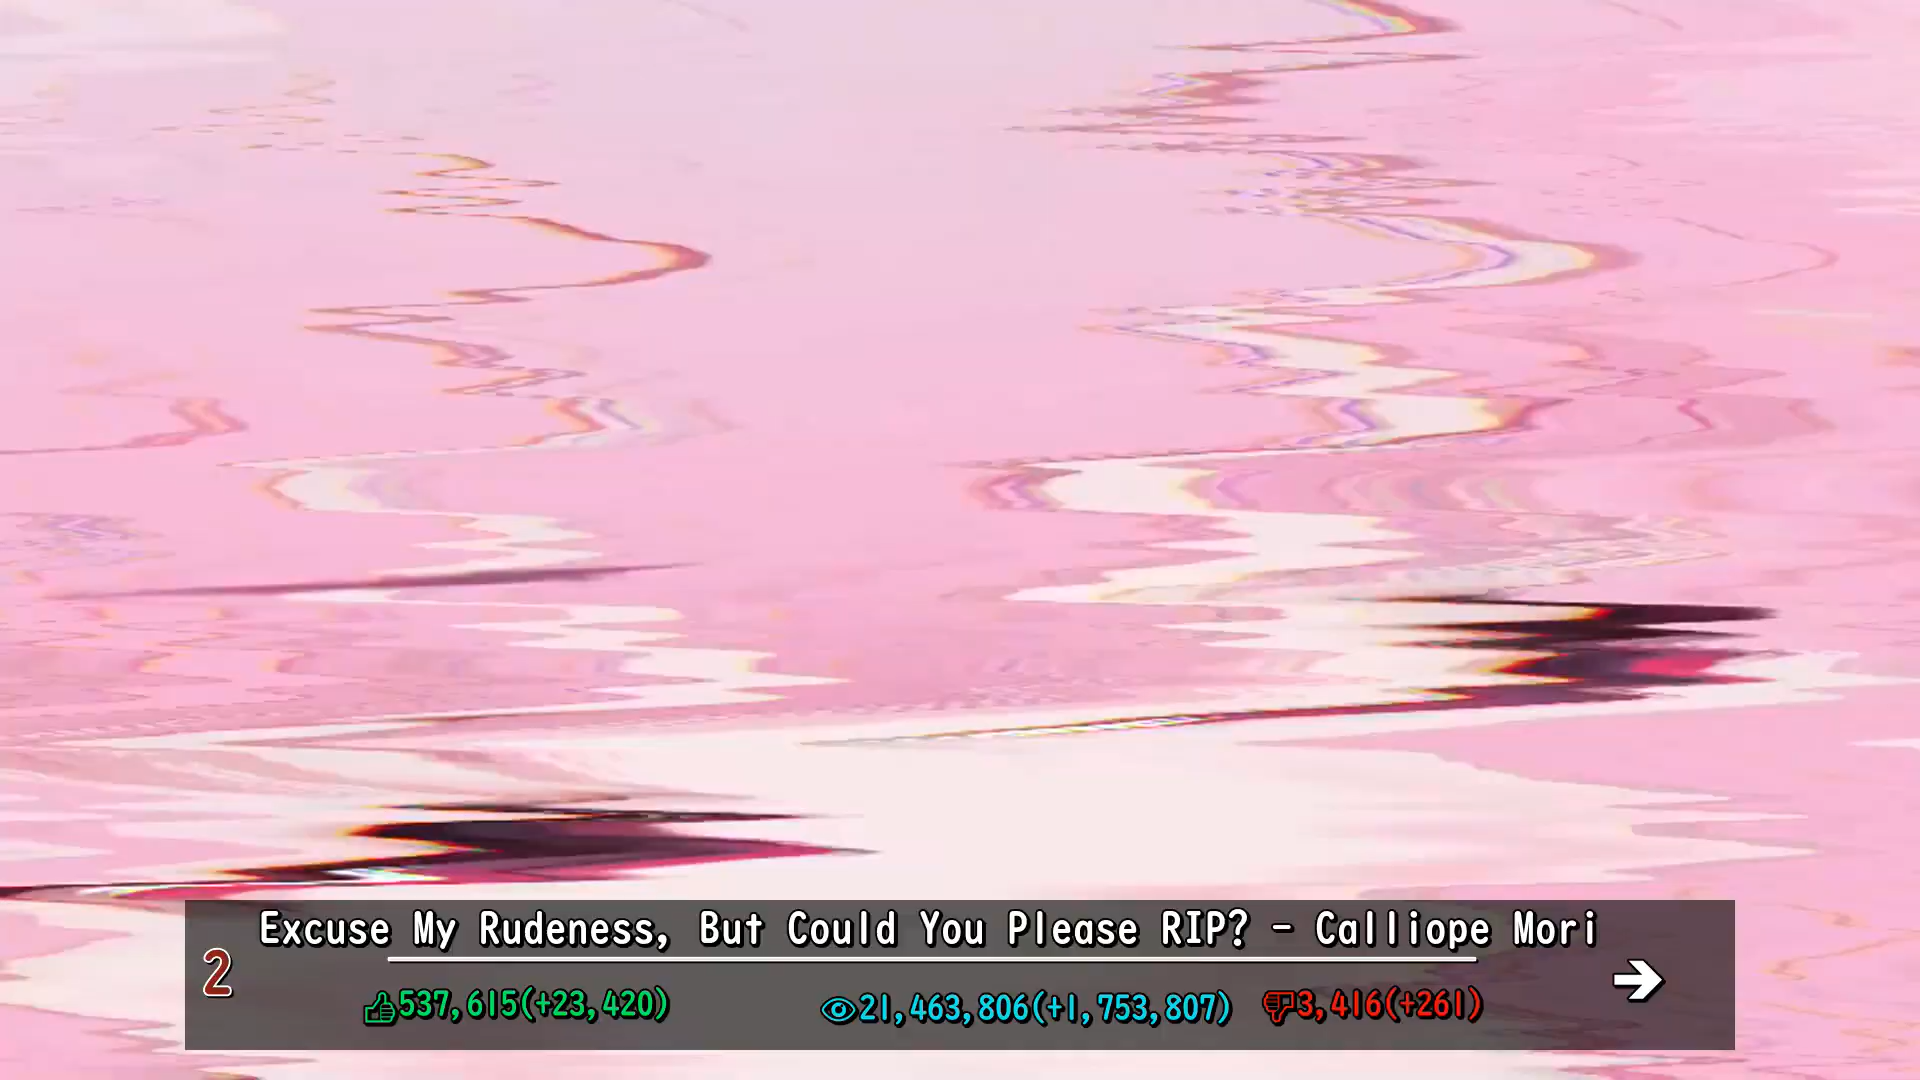 Excuse My Rudeness, But Could You Please RIP? - Calliope Mori
2
537,615(+23,420) 21,463,806(+1,753,807) 3,416(+261)